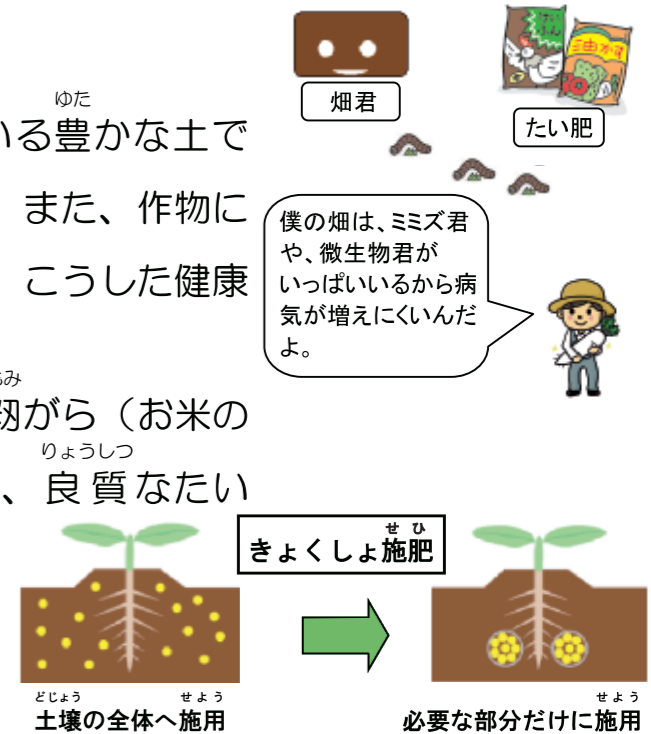 畑君
たい肥
ゆた
いる豊かな土で
また、作物に
こうした健康
僕の畑は、ミミズ君
や、微生物君が
いっぱいいるから病
気が増えにくいんだ
よ。
がら（お米の
りょうしつ
、良質なたい
せひ
きょくしょ施肥
どじょう せよう
土壌の全体へ施用
せよう
必要な部分だけに施用